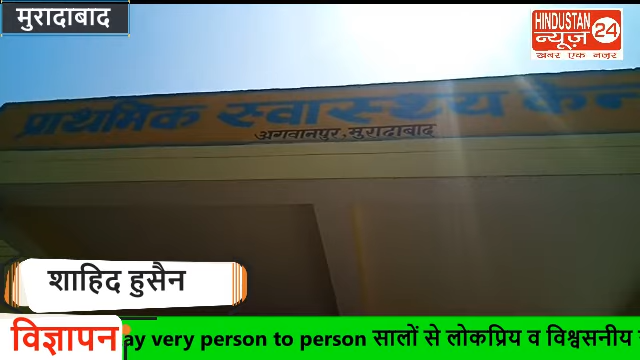 मुरादाबाद
HINDUSTAN
न्यूज़ 24
खबर एक नज़र
प्राथमिक स्वास्थ्य केन
अगवानपुर, मुरादाबाद
शाहिद हुसैन
विज्ञापन
ay very person to person सालों से लोकप्रिय व विश्वसनीय